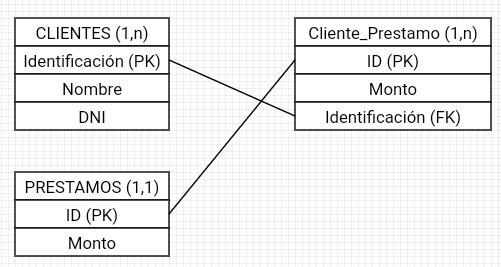 CLIENTES (1,n)
Identificación (PK)
Nombre
DNI
Cliente_Prestamo (1,n)
ID (PK)
Monto
Identificación (FK)
PRESTAMOS (1,1)
ID (PK)
Monto